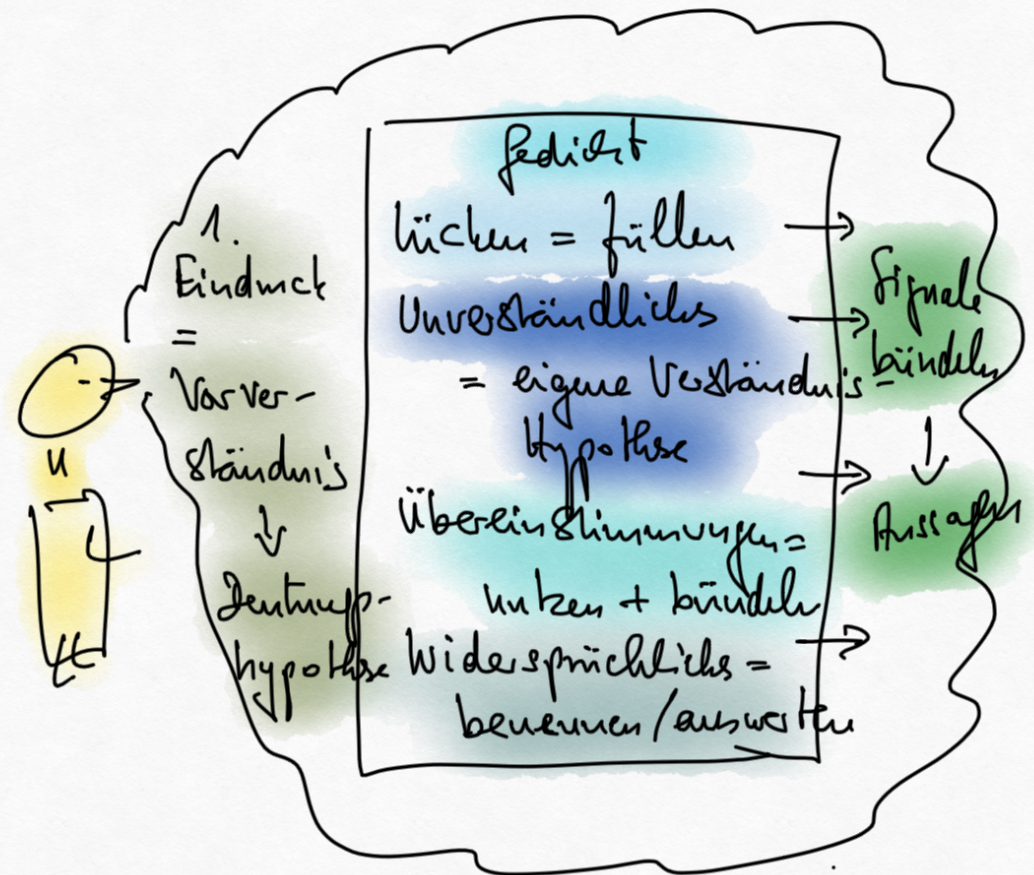 1.
Eindruck
=
Vorver-
ständnis
↓
Deutungs-
hypothese
Gedicht
Lücken = füllen →
Unverständliches →
= eigene Verständnis-
Hypothese →
Übereinstimmungen =
nutzen + bündeln
Widersprüchliches = →
benennen / auswerten
Signale
bündeln
↓
Aussagen